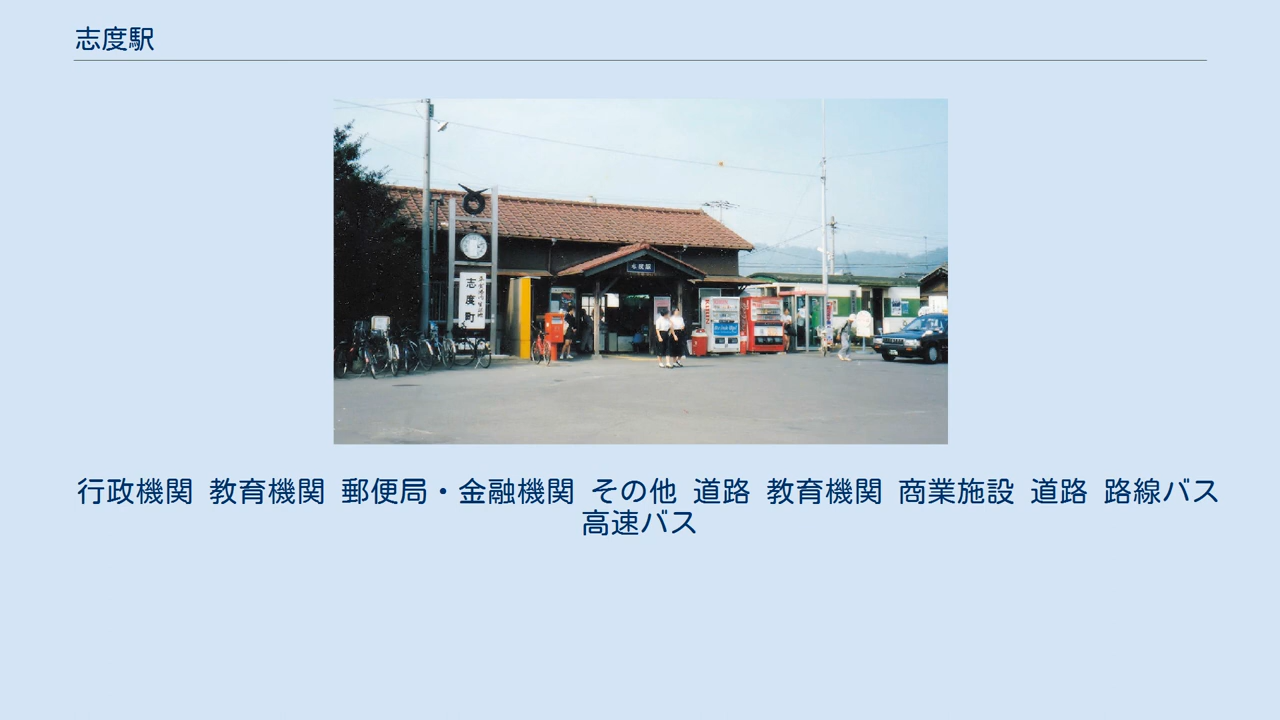 志度駅
志度駅
志度町
行政機関 教育機関 郵便局・金融機関 その他 道路 教育機関 商業施設 道路 路線バス
高速バス